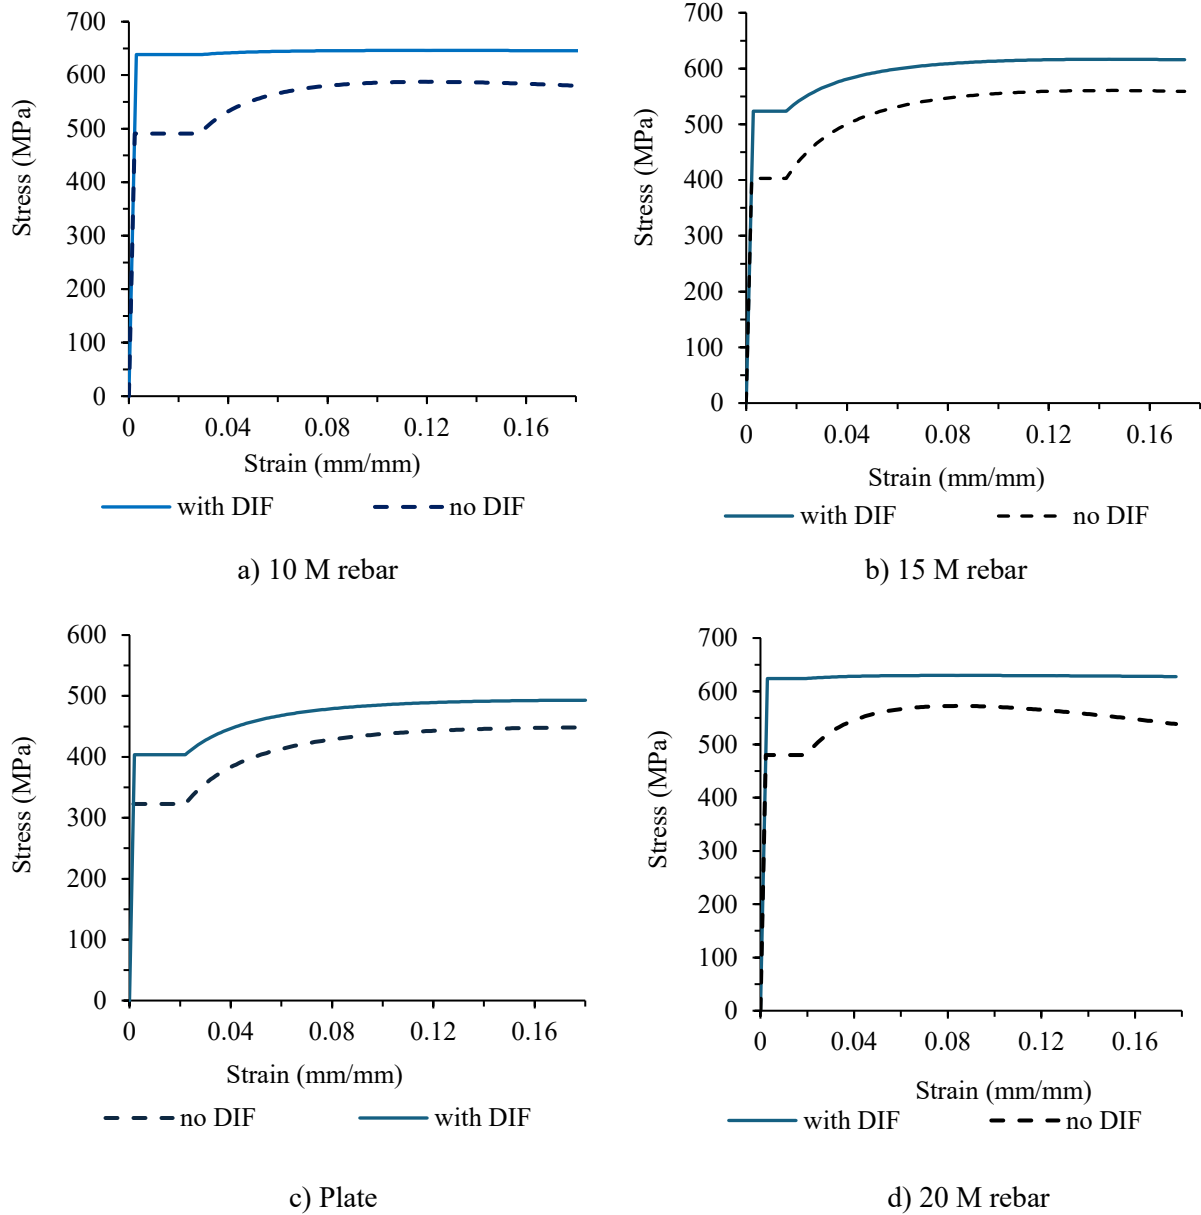 700
600
500
400
300
200
100
0
Stress (MPa)
0 0.04 0.08 0.12 0.16
Strain (mm/mm)
with DIF no DIF
a) 10 M rebar
700
600
500
400
300
200
100
0
Stress (MPa)
0 0.04 0.08 0.12 0.16
Strain (mm/mm)
with DIF no DIF
b) 15 M rebar
600
500
400
300
200
100
0
Stress (MPa)
0 0.04 0.08 0.12 0.16
Strain (mm/mm)
no DIF with DIF
c) Plate
700
600
500
400
300
200
100
0
Stress (MPa)
0 0.04 0.08 0.12 0.16
Strain (mm/mm)
with DIF no DIF
d) 20 M rebar